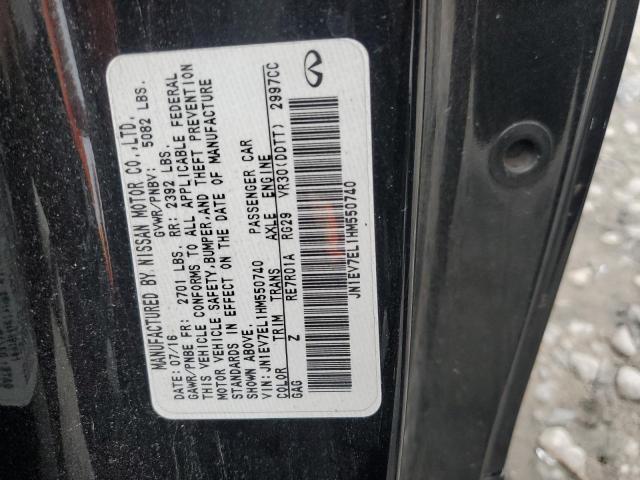 MANUFACTURED BY NISSAN MOTOR CO.,LTD.
DATE: 07/16 GVWR/PNBV: 5082 LBS.
GAWR/PNBE FR: 2701 LBS. RR: 2392 LBS.
THIS VEHICLE CONFORMS TO ALL APPLICABLE FEDERAL
MOTOR VEHICLE SAFETY,BUMPER,AND THEFT PREVENTION
STANDARDS IN EFFECT ON THE DATE OF MANUFACTURE
SHOWN ABOVE.
VIN:JN1EV7EL1HM550740 PASSENGER CAR
COLOR TRIM TRANS AXLE ENGINE
GAG Z RE7R01A RG29 VR30(DDTT) 2997CC
JN1EV7EL1HM550740